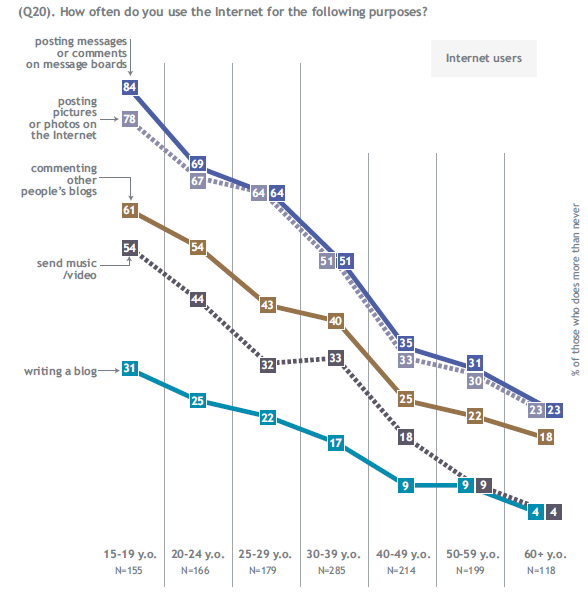 (Q20). How often do you use the Internet for the following purposes?
Internet users
posting messages
or comments
on message boards
posting
pictures
or photos on
the Internet
commenting
other
people's blogs
send music
/video
writing a blog
84
69
64
51
35
31
23
78
67
64
51
33
30
23
61
54
43
40
25
22
18
54
44
32
33
18
9
4
31
25
22
17
9
9
4
% of those who does more than never
15-19 y.o. 20-24 y.o. 25-29 y.o. 30-39 y.o. 40-49 y.o. 50-59 y.o. 60+ y.o.
N=155 N=166 N=179 N=285 N=214 N=199 N=118